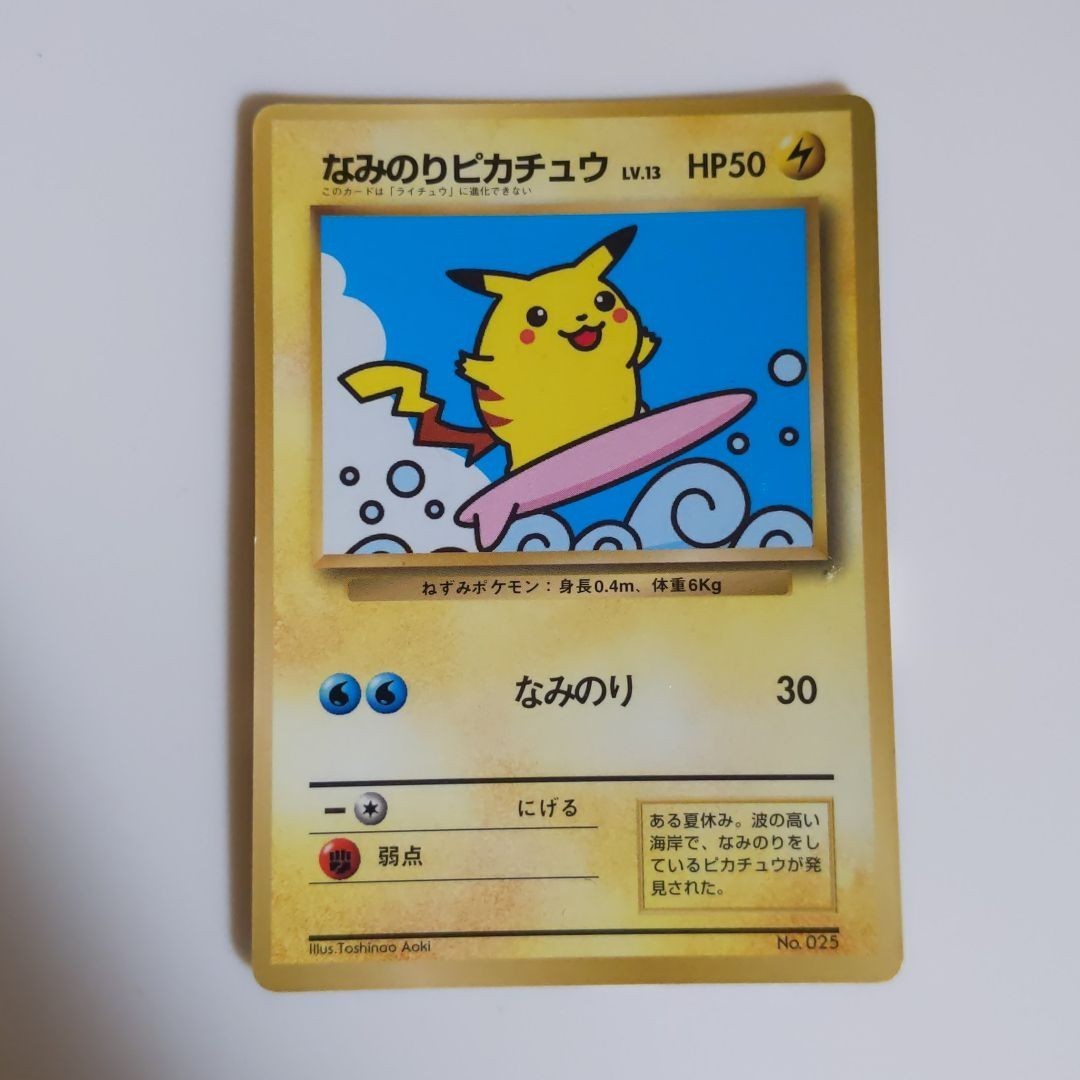 なみのりピカチュウ LV.13 HP50
このカードは「ライチュウ」に進化できない
ねずみポケモン：身長0.4m、体重6Kg
なみのり 30
− にげる
弱点
ある夏休み。波の高い
海岸で、なみのりをし
ているピカチュウが発
見された。
Illus.Toshinao Aoki
No. 025